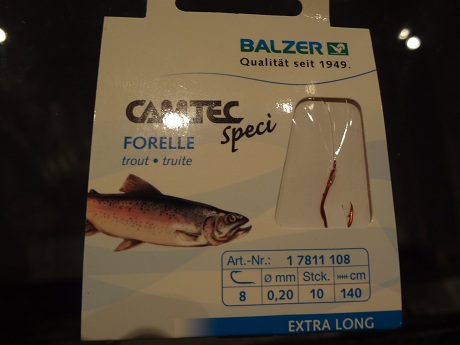 BALZER
Qualität seit 1949.
CAMTEC
Speci
FORELLE
trout • truite
Art.-Nr.: 1 7811 108
ø mm Stck. cm
8 0,20 10 140
EXTRA LONG